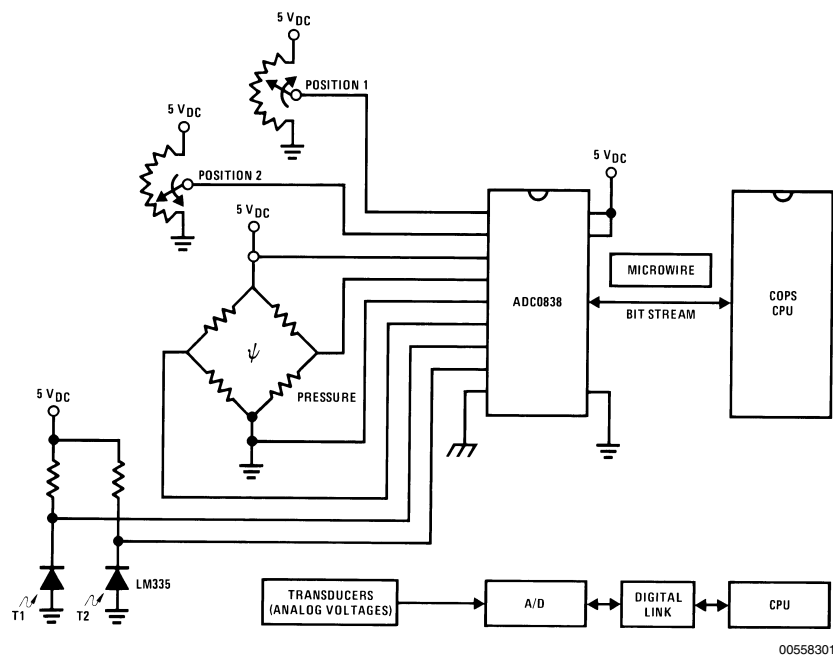 5 VDC
POSITION 1
5 VDC
POSITION 2
5 VDC
5 VDC
MICROWIRE
ADC0838
BIT STREAM
COPS
CPU
ψ
PRESSURE
5 VDC
LM335
T1
T2
TRANSDUCERS
(ANALOG VOLTAGES)
A/D
DIGITAL
LINK
CPU
00558301